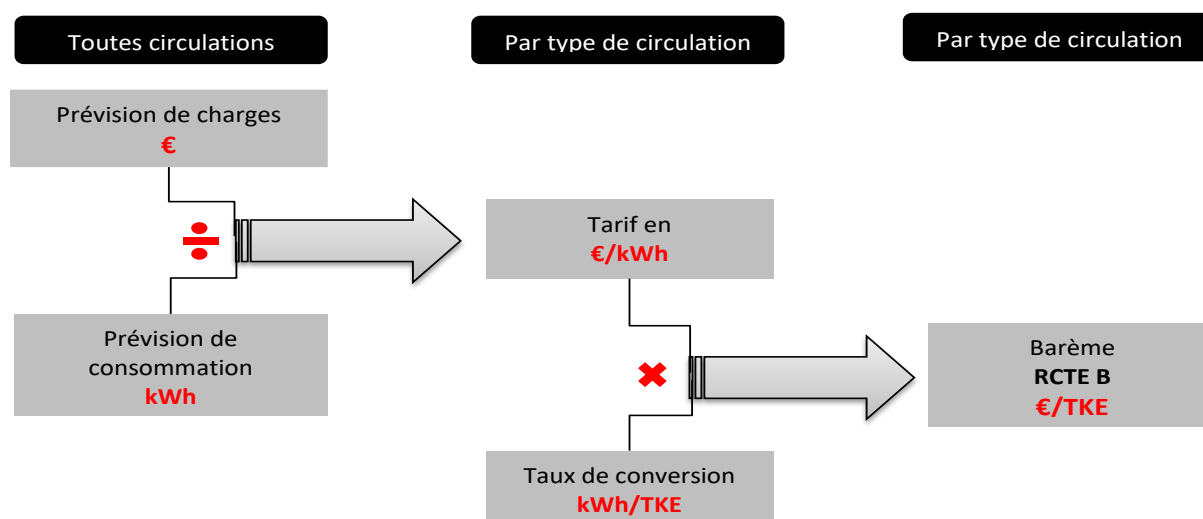 Toutes circulations
Par type de circulation
Par type de circulation
Prévision de charges
€
Tarif en
€/kWh
Prévision de
consommation
kWh
Barème
RCTE B
€/TKE
Taux de conversion
kWh/TKE